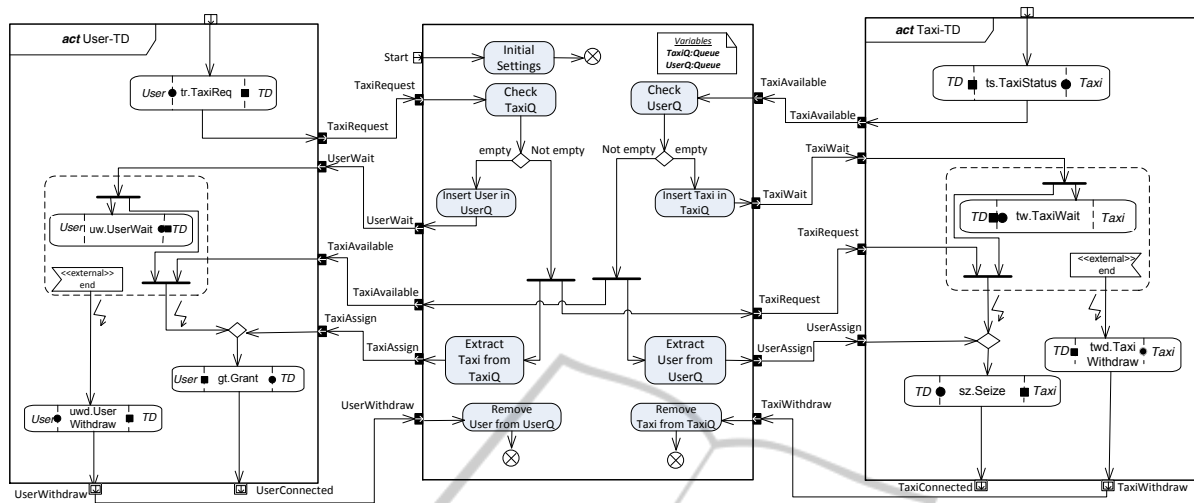 act User-TD
User
tr.TaxiReq
TD
TaxiRequest
UserWait
User
uw.UserWait
TD
<<external>>
end
TaxiAvailable
TaxiAssign
User
gt.Grant
TD
User
uwd.User
Withdraw
TD
UserWithdraw
UserConnected
Start
Initial
Settings
Variables
TaxiQ:Queue
UserQ:Queue
TaxiRequest
Check
TaxiQ
Check
UserQ
TaxiAvailable
empty
Not empty
Not empty
empty
Insert User in
UserQ
Insert Taxi in
TaxiQ
UserWait
TaxiWait
TaxiAvailable
TaxiRequest
TaxiAssign
Extract
Taxi from
TaxiQ
Extract
User from
UserQ
UserAssign
UserWithdraw
Remove
User from UserQ
Remove
Taxi from TaxiQ
TaxiWithdraw
act Taxi-TD
TD
ts.TaxiStatus
Taxi
TaxiAvailable
TaxiWait
TD
tw.TaxiWait
Taxi
TaxiRequest
<<external>>
end
UserAssign
TD
twd.Taxi
Withdraw
Taxi
TD
sz.Seize
Taxi
TaxiConnected
TaxiWithdraw